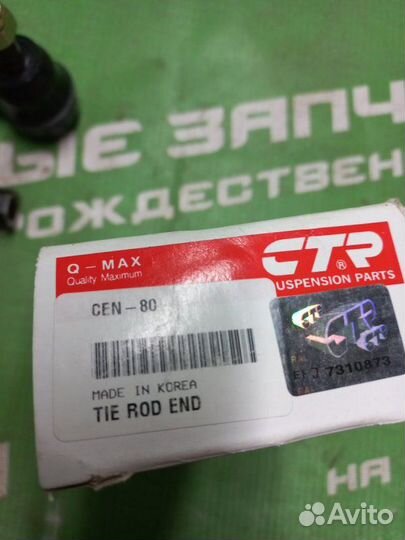 ЫЕ ЗАПЧ
РОЖДЕСТВЕН
Q-MAX
Quality Maximum
CTR
®
USPENSION PARTS
CEN-80
CTR
7310873
MADE IN KOREA
TIE ROD END
НА
Avito